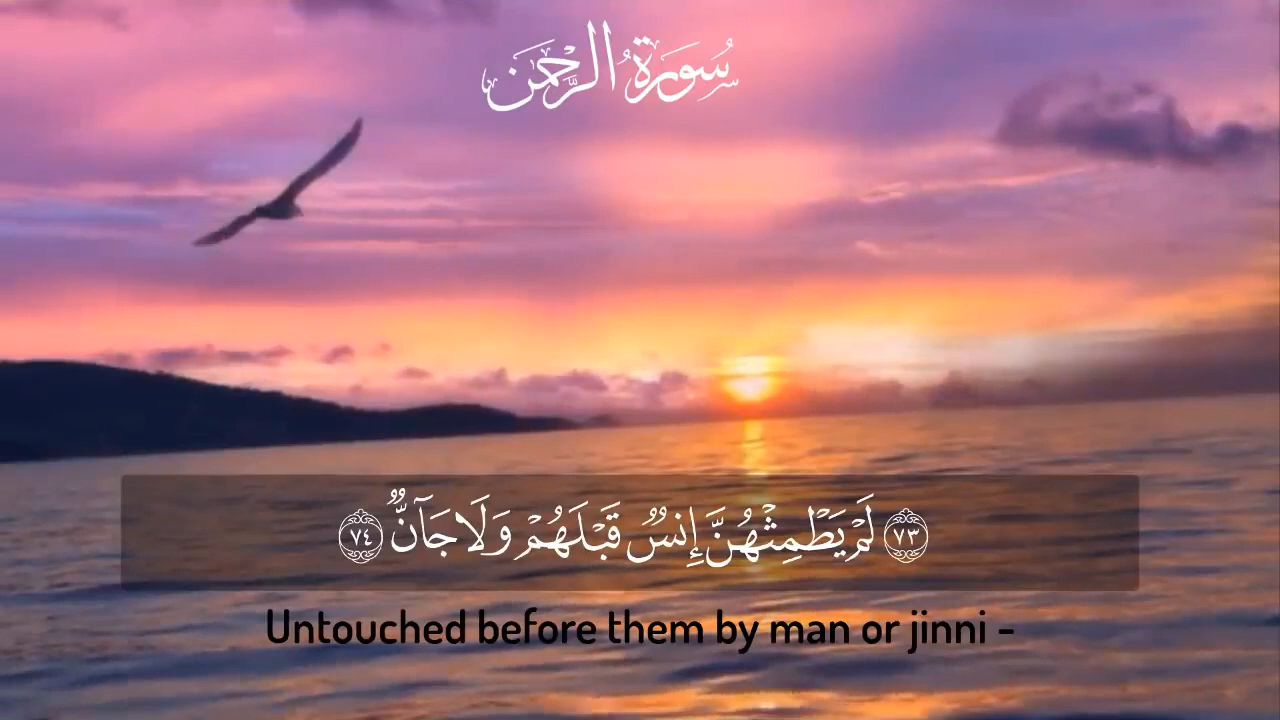 سُورَةُ الرَّحْمَٰن
٧٣ لَمْ يَطْمِثْهُنَّ إِنسٌ قَبْلَهُمْ وَلَا جَآنٌّ ٧٤
Untouched before them by man or jinni -